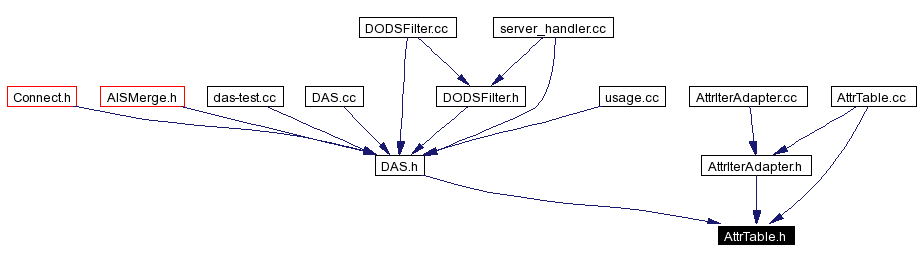 DODSFilter.cc
server_handler.cc
Connect.h
AISMerge.h
das-test.cc
DAS.cc
DODSFilter.h
usage.cc
AttrIterAdapter.cc
AttrTable.cc
DAS.h
AttrIterAdapter.h
AttrTable.h